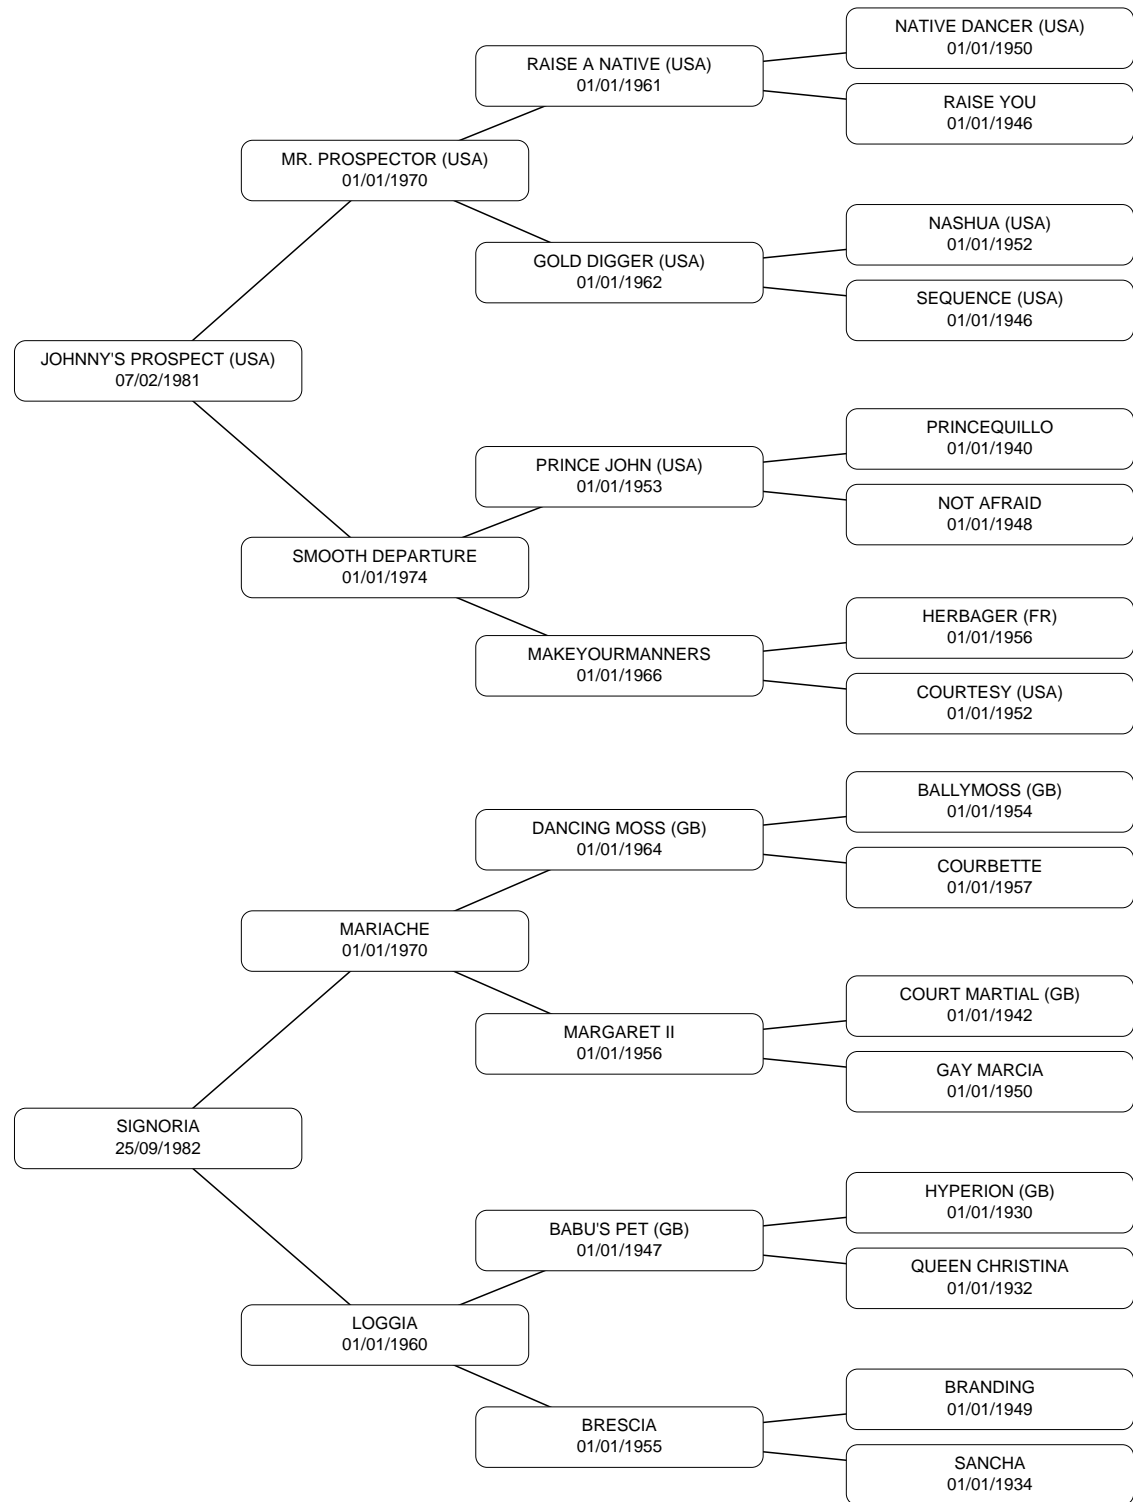 NATIVE DANCER (USA)
01/01/1950
RAISE A NATIVE (USA)
01/01/1961
RAISE YOU
01/01/1946
MR. PROSPECTOR (USA)
01/01/1970
NASHUA (USA)
01/01/1952
GOLD DIGGER (USA)
01/01/1962
SEQUENCE (USA)
01/01/1946
JOHNNY'S PROSPECT (USA)
07/02/1981
PRINCEQUILLO
01/01/1940
PRINCE JOHN (USA)
01/01/1953
NOT AFRAID
01/01/1948
SMOOTH DEPARTURE
01/01/1974
HERBAGER (FR)
01/01/1956
MAKEYOURMANNERS
01/01/1966
COURTESY (USA)
01/01/1952
BALLYMOSS (GB)
01/01/1954
DANCING MOSS (GB)
01/01/1964
COURBETTE
01/01/1957
MARIACHE
01/01/1970
COURT MARTIAL (GB)
01/01/1942
MARGARET II
01/01/1956
GAY MARCIA
01/01/1950
SIGNORIA
25/09/1982
HYPERION (GB)
01/01/1930
BABU'S PET (GB)
01/01/1947
QUEEN CHRISTINA
01/01/1932
LOGGIA
01/01/1960
BRANDING
01/01/1949
BRESCIA
01/01/1955
SANCHA
01/01/1934